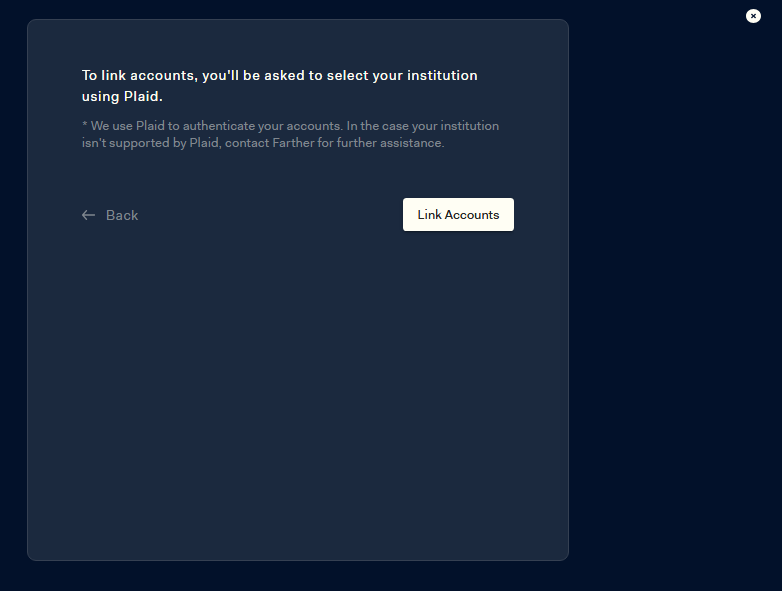 To link accounts, you'll be asked to select your institution
using Plaid.
* We use Plaid to authenticate your accounts. In the case your institution
isn't supported by Plaid, contact Farther for further assistance.
Back
Link Accounts